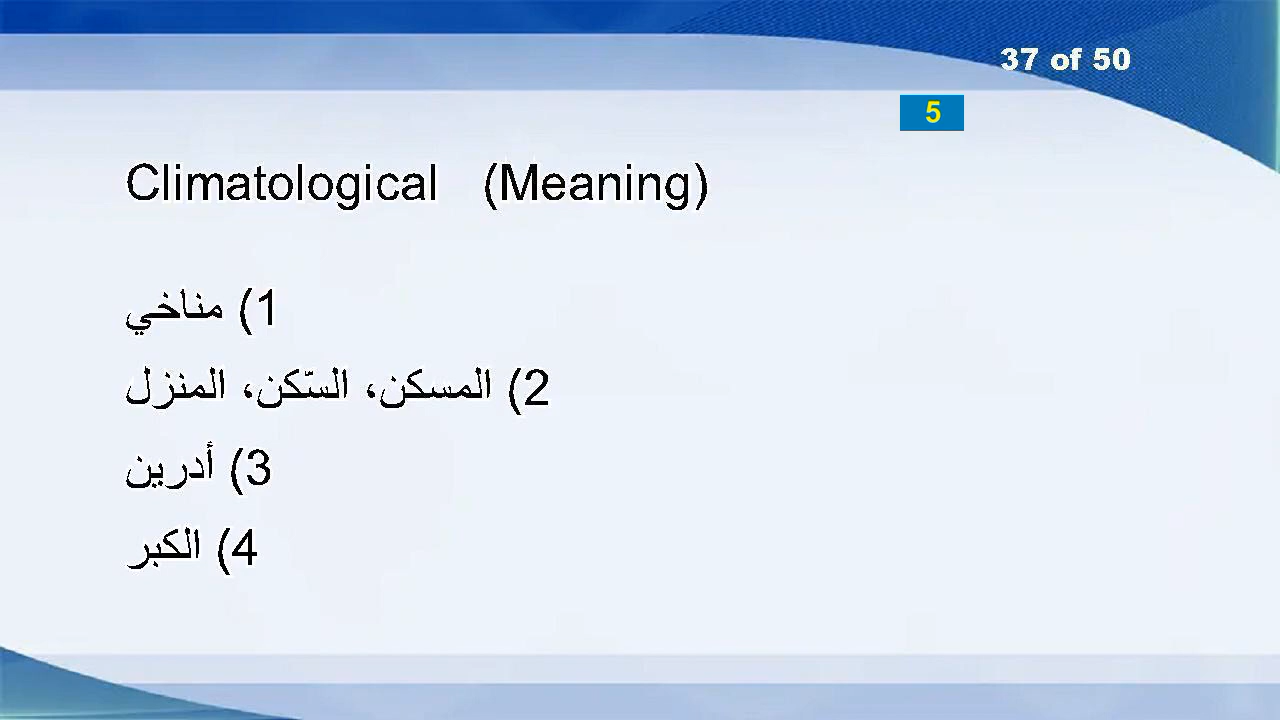 37 of 50
5
Climatological (Meaning)
1) مناخي
2) المسكن، السّكن، المنزل
3) أدرين
4) الكبر